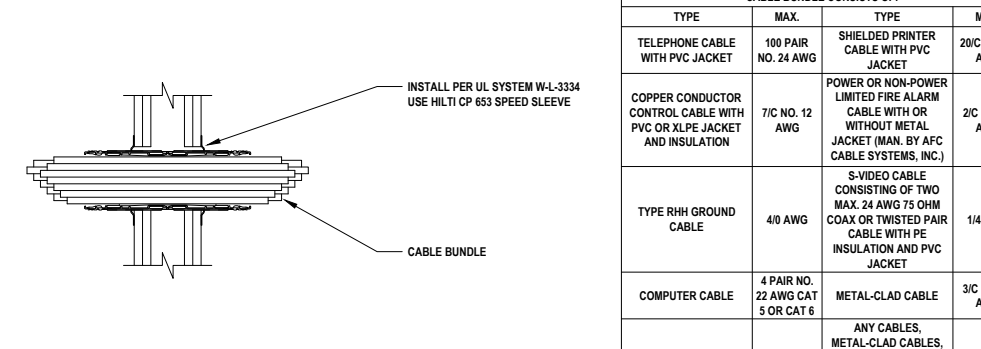 INSTALL PER UL SYSTEM W-L-3334
USE HILTI CP 653 SPEED SLEEVE
CABLE BUNDLE
TYPE
MAX.
TYPE
TELEPHONE CABLE
WITH PVC JACKET
100 PAIR
NO. 24 AWG
SHIELDED PRINTER
CABLE WITH PVC
JACKET
20/C
COPPER CONDUCTOR
CONTROL CABLE WITH
PVC OR XLPE JACKET
AND INSULATION
7/C NO. 12
AWG
POWER OR NON-POWER
LIMITED FIRE ALARM
CABLE WITH OR
WITHOUT METAL
JACKET (MAN. BY AFC
CABLE SYSTEMS, INC.)
2/C
TYPE RHH GROUND
CABLE
4/0 AWG
S-VIDEO CABLE
CONSISTING OF TWO
MAX. 24 AWG 75 OHM
COAX OR TWISTED PAIR
CABLE WITH PE
INSULATION AND PVC
JACKET
1/4
COMPUTER CABLE
4 PAIR NO.
22 AWG CAT
5 OR CAT 6
METAL-CLAD CABLE
3/C
ANY CABLES,
METAL-CLAD CABLES,